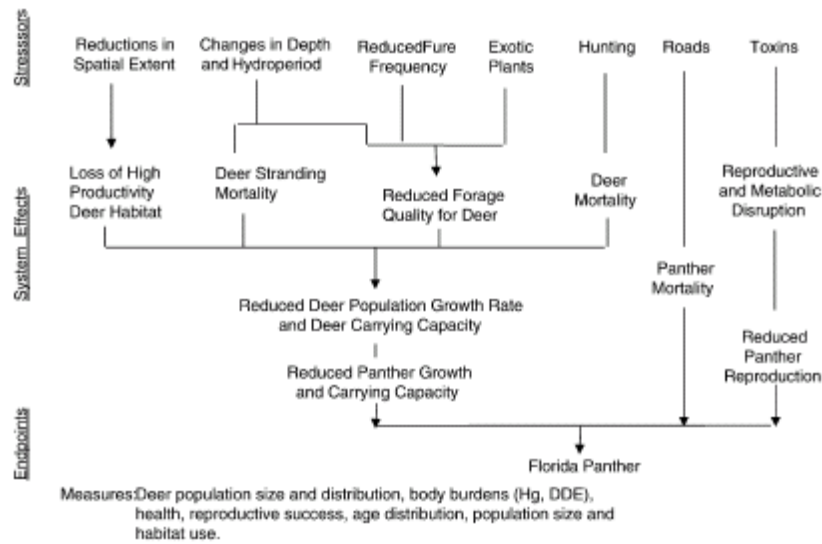 Stresssors
Reductions in
Spatial Extent
Changes in Depth
and Hydroperiod
ReducedFure
Frequency
Exotic
Plants
Hunting
Roads
Toxins
System Effects
Loss of High
Productivity
Deer Habitat
Deer Stranding
Mortality
Reduced Forage
Quality for Deer
Deer
Mortality
Reproductive
and Metabolic
Disruption
Panther
Mortality
Reduced Deer Population Growth Rate
and Deer Carrying Capacity
Reduced Panther Growth
and Carrying Capacity
Reduced
Panther
Reproduction
Endpoints
Florida Panther
Measures:Deer population size and distribution, body burdens (Hg, DDE),
health, reproductive success, age distribution, population size and
habitat use.